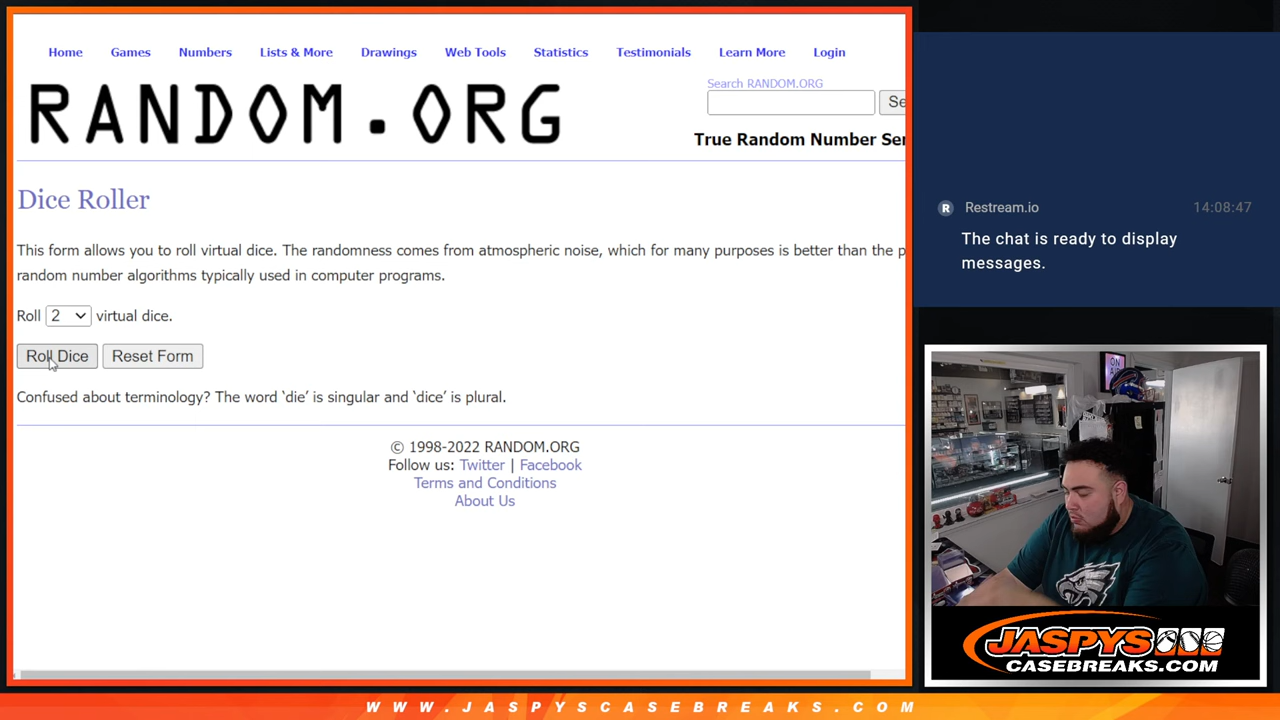 Home Games Numbers Lists & More Drawings Web Tools Statistics Testimonials Learn More Login
RANDOM.ORG
Search RANDOM.ORG
Se
True Random Number Ser
Dice Roller
This form allows you to roll virtual dice. The randomness comes from atmospheric noise, which for many purposes is better than the p
random number algorithms typically used in computer programs.
Roll 2 virtual dice.
Roll Dice Reset Form
Confused about terminology? The word ‘die’ is singular and ‘dice’ is plural.
© 1998-2022 RANDOM.ORG
Follow us: Twitter | Facebook
Terms and Conditions
About Us
R Restream.io 14:08:47
The chat is ready to display
messages.
ON
JASPYS
CASEBREAKS.COM
WWW.JASPYSCASEBREAKS.COM